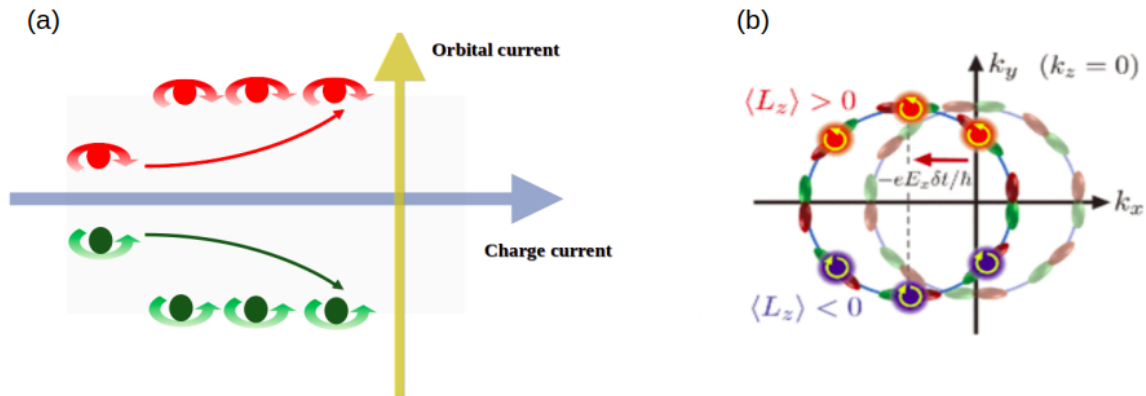 (a)
Orbital current
Charge current
(b)
k_y (k_z = 0)
⟨L_z⟩ > 0
−eE_xδt/ħ
k_x
⟨L_z⟩ < 0